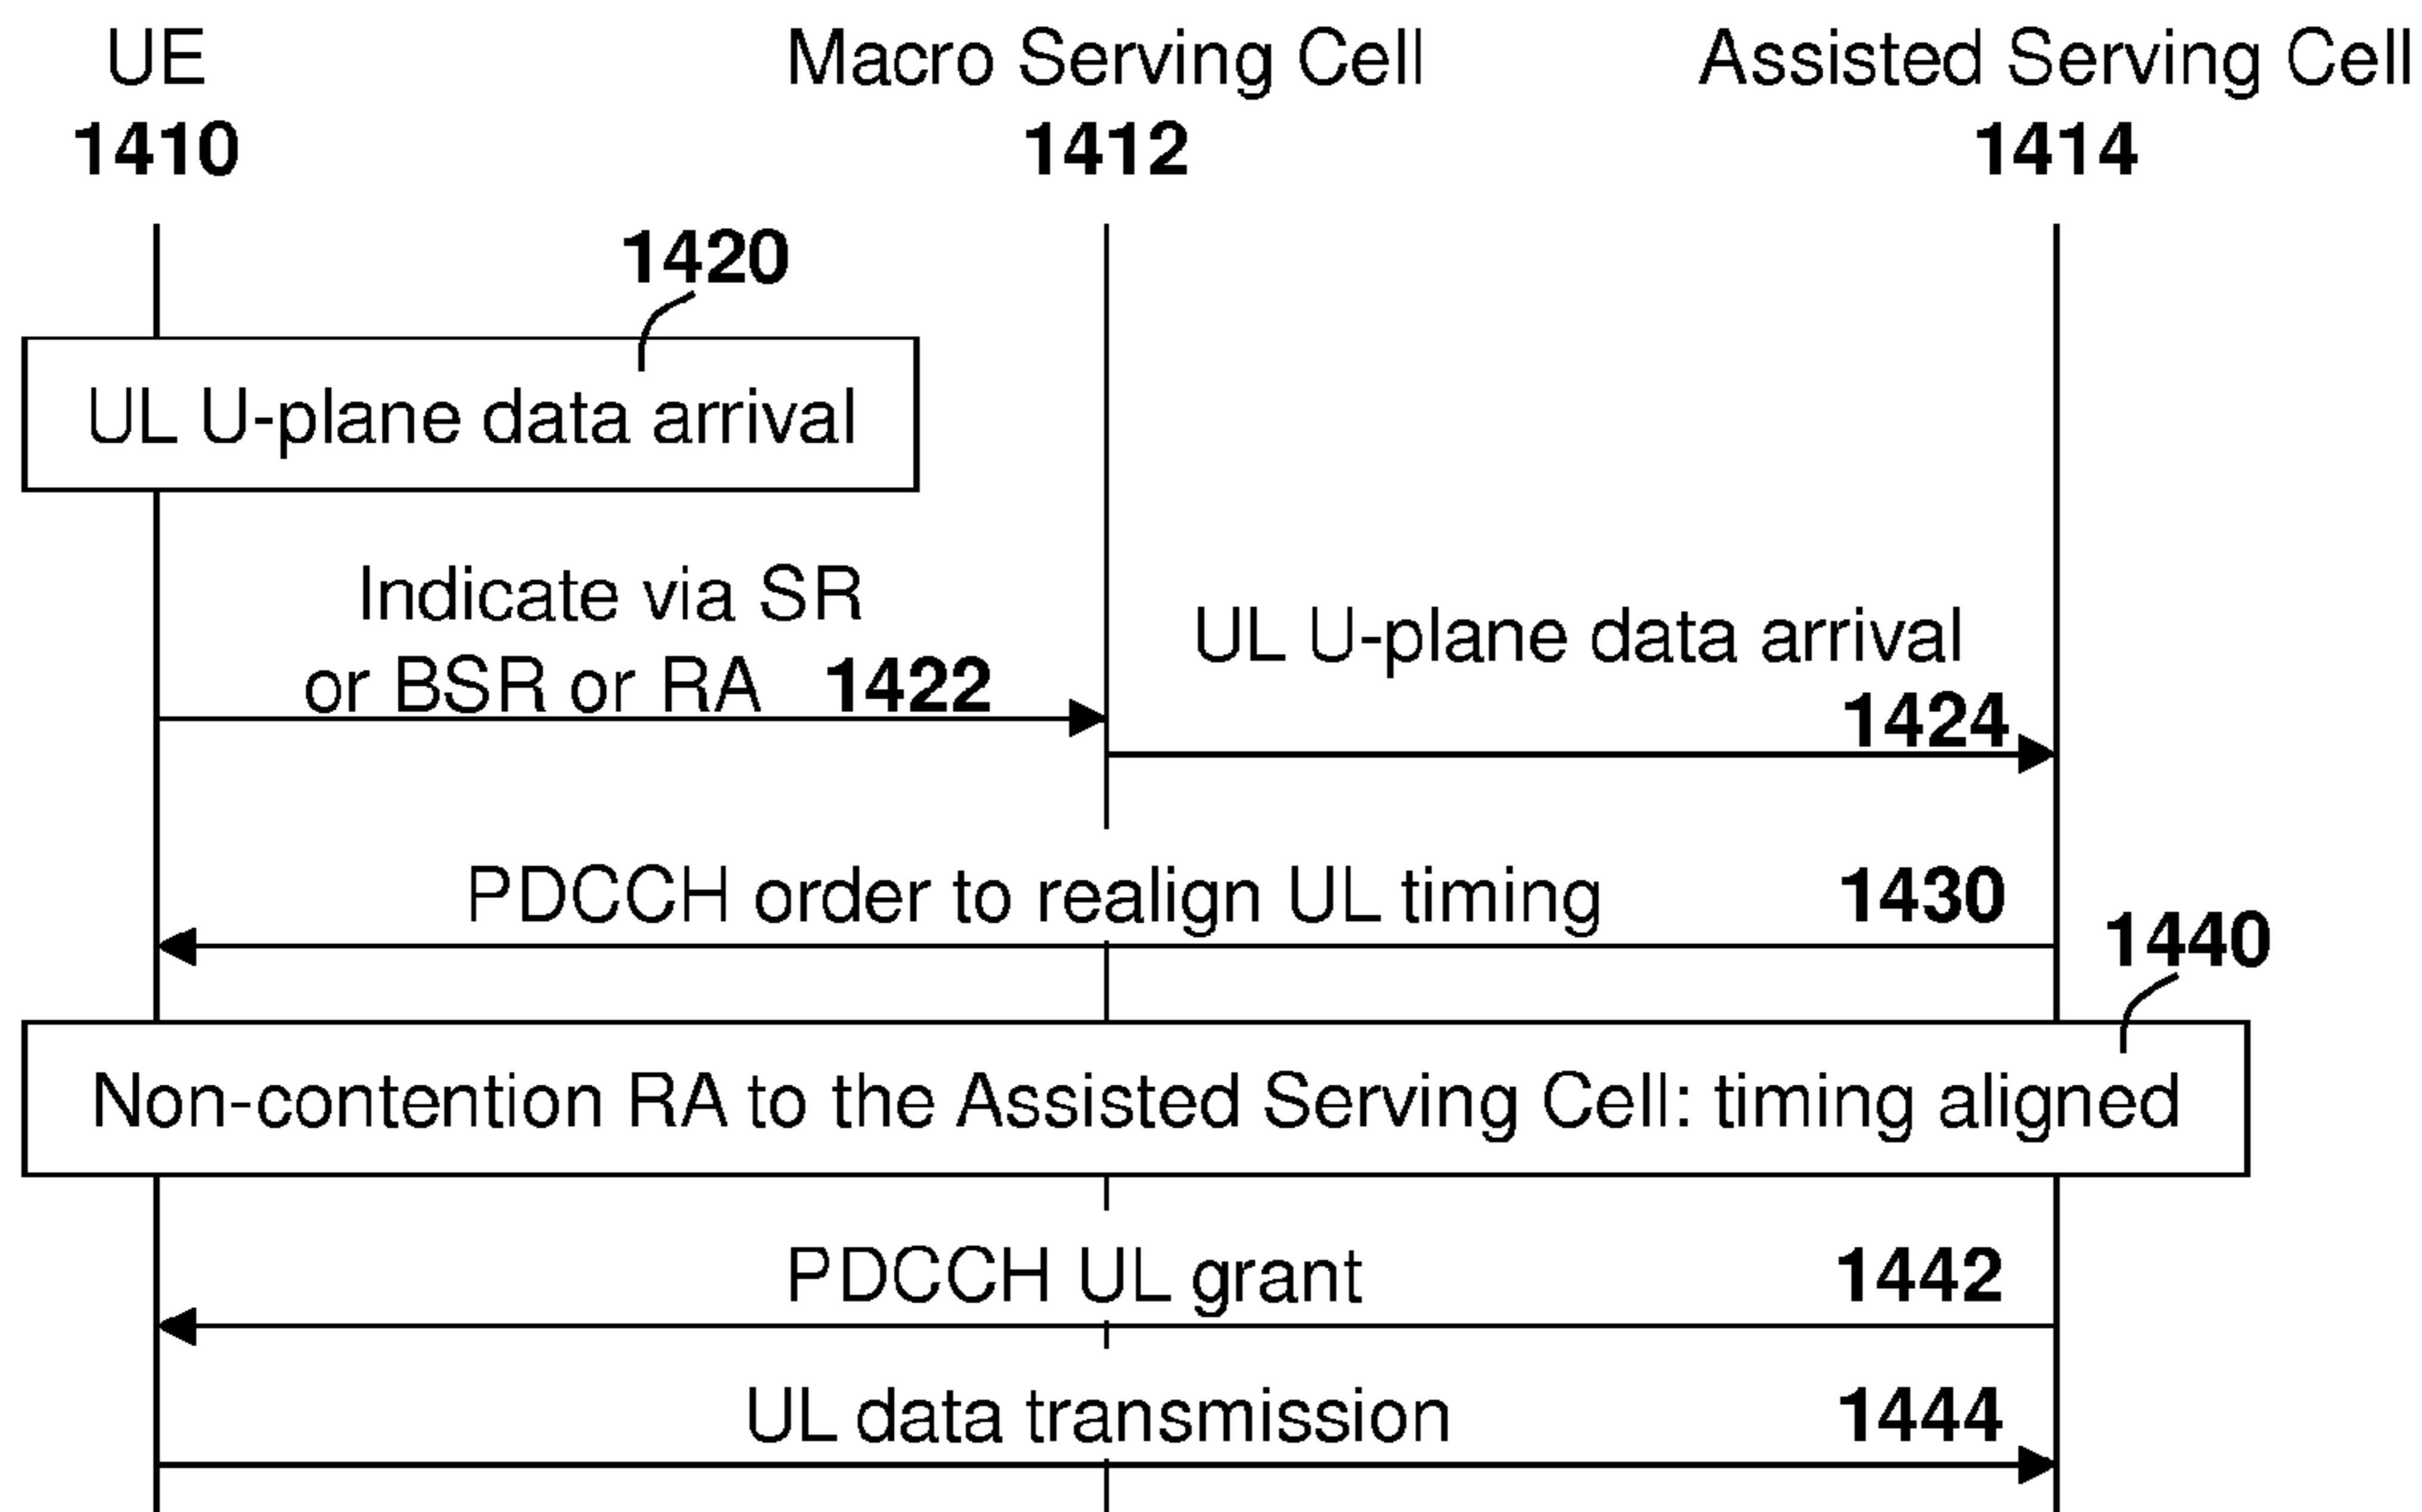 UE
1410
Macro Serving Cell
1412
Assisted Serving Cell
1414
1420
UL U-plane data arrival
Indicate via SR
or BSR or RA 1422
UL U-plane data arrival
1424
PDCCH order to realign UL timing 1430
1440
Non-contention RA to the Assisted Serving Cell: timing aligned
PDCCH UL grant 1442
UL data transmission 1444